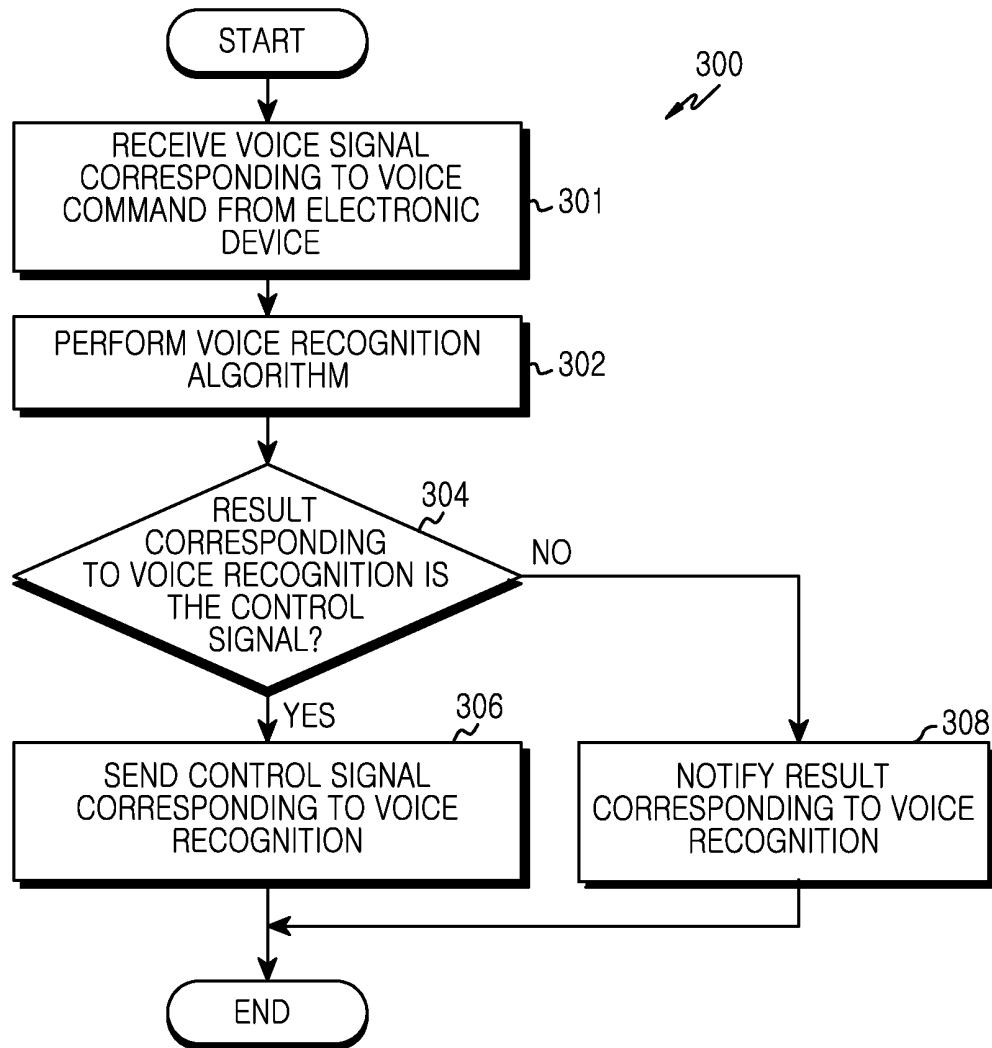 START
300
RECEIVE VOICE SIGNAL
CORRESPONDING TO VOICE
COMMAND FROM ELECTRONIC
DEVICE
301
PERFORM VOICE RECOGNITION
ALGORITHM
302
304
RESULT
CORRESPONDING
TO VOICE RECOGNITION IS
THE CONTROL
SIGNAL?
NO
YES
306
SEND CONTROL SIGNAL
CORRESPONDING TO VOICE
RECOGNITION
308
NOTIFY RESULT
CORRESPONDING TO VOICE
RECOGNITION
END